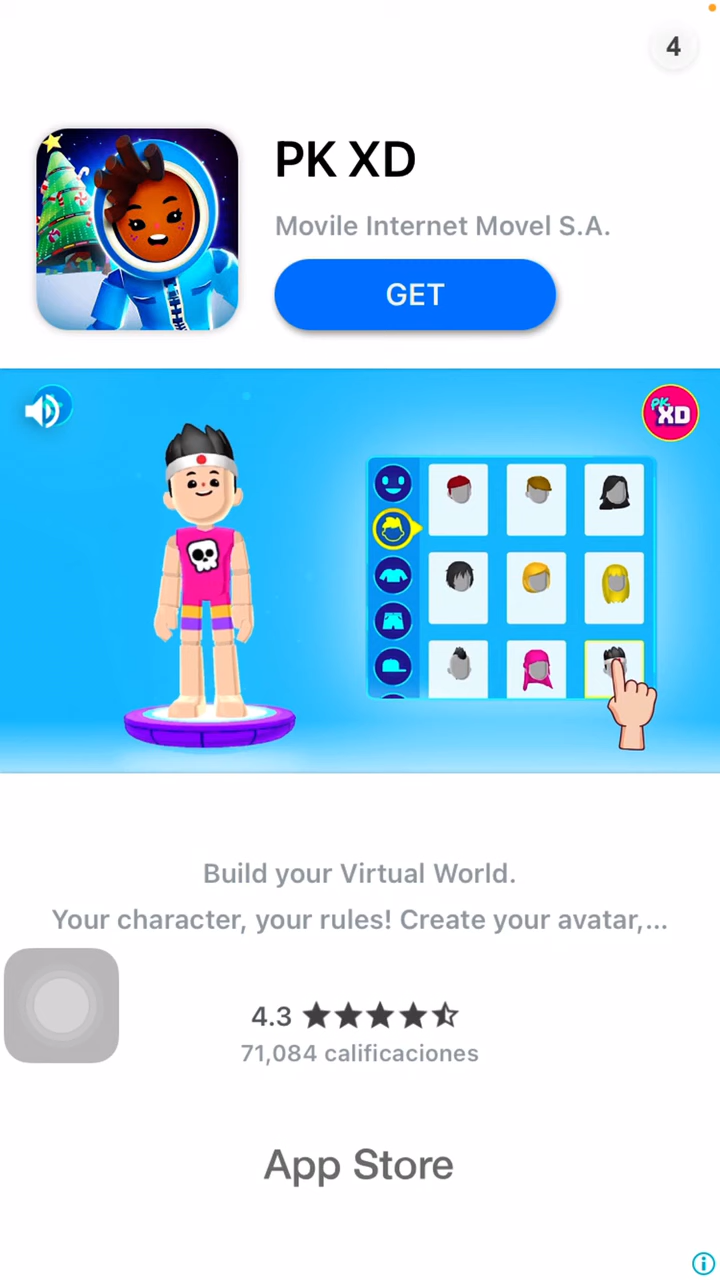 4
PK XD
Movile Internet Movel S.A.
GET
PK
XD
Build your Virtual World.
Your character, your rules! Create your avatar,...
4.3
71,084 calificaciones
App Store